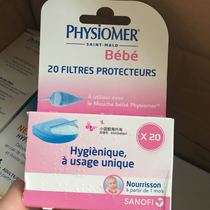 PHYSIOMER®
SAINT-MALO
Bébé
20 FILTRES PROTECTEURS
À utiliser avec
le Mouche bébé Physiomer®
X 20
Hygiénique,
à usage unique
Nourrisson
à partir de 1 mois
SANOFI